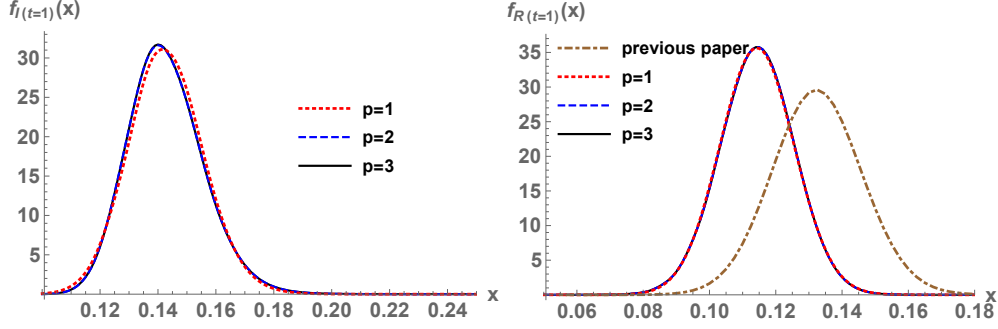 f_{I (t=1)}(x)
30
25
20
15
10
5
0.12 0.14 0.16 0.18 0.20 0.22 0.24
x
p=1
p=2
p=3
f_{R (t=1)}(x)
35
30
25
20
15
10
5
0.06 0.08 0.10 0.12 0.14 0.16 0.18
x
previous paper
p=1
p=2
p=3